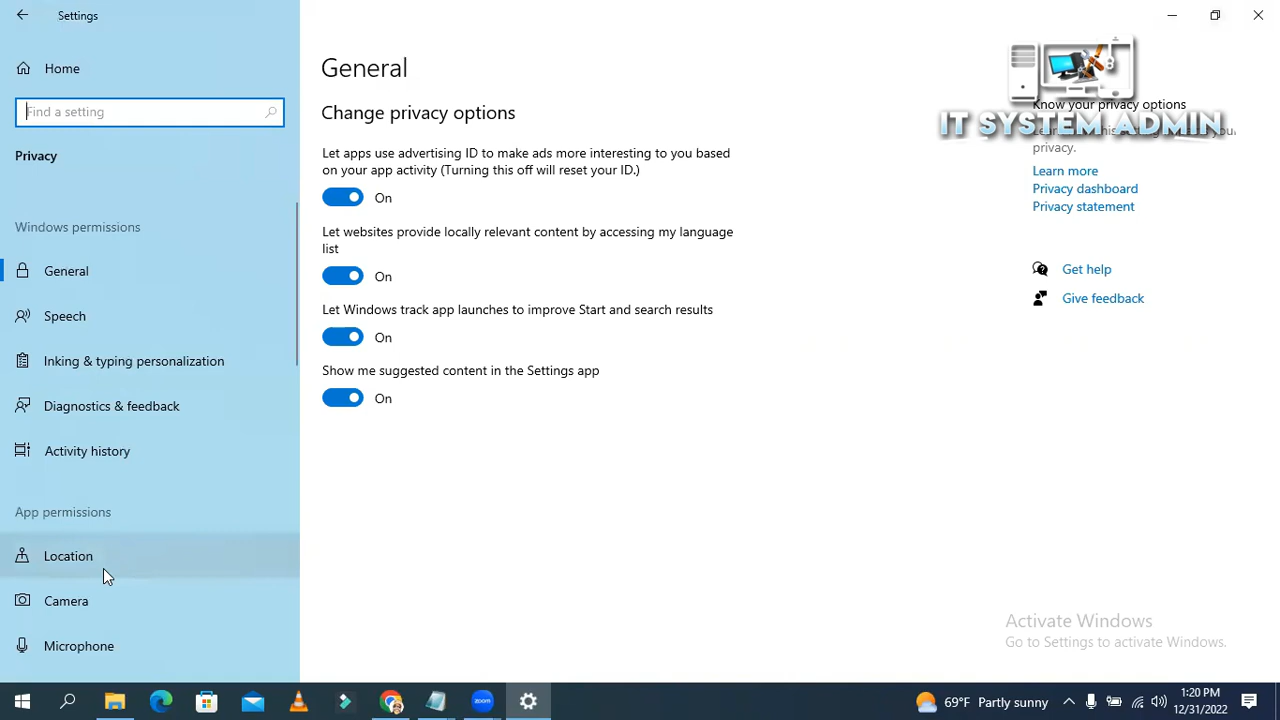 Settings
Home
Find a setting
Privacy
Windows permissions
General
Speech
Inking & typing personalization
Diagnostics & feedback
Activity history
App permissions
Location
Camera
Microphone
General
Change privacy options
Let apps use advertising ID to make ads more interesting to you based
on your app activity (Turning this off will reset your ID.)
On
Let websites provide locally relevant content by accessing my language
list
On
Let Windows track app launches to improve Start and search results
On
Show me suggested content in the Settings app
On
Know your privacy options
IT SYSTEM ADMIN
privacy.
Learn more
Privacy dashboard
Privacy statement
Get help
Give feedback
Activate Windows
Go to Settings to activate Windows.
zoom
69°F Partly sunny
1:20 PM
12/31/2022